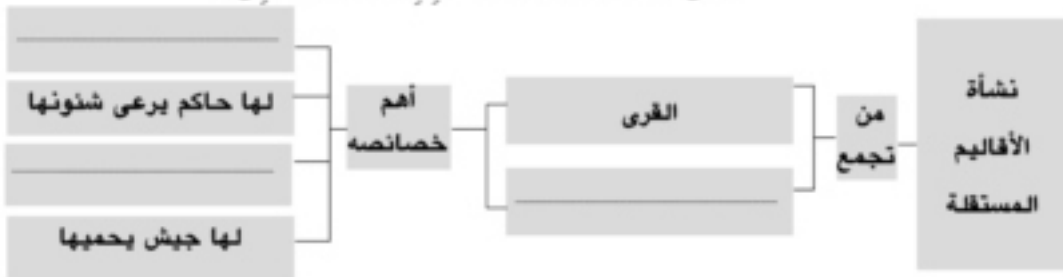 نشأة
الأقاليم
المستقلة
من
تجمع
القرى
أهم
خصائصه
لها حاكم يرعى شئونها
لها جيش يحميها